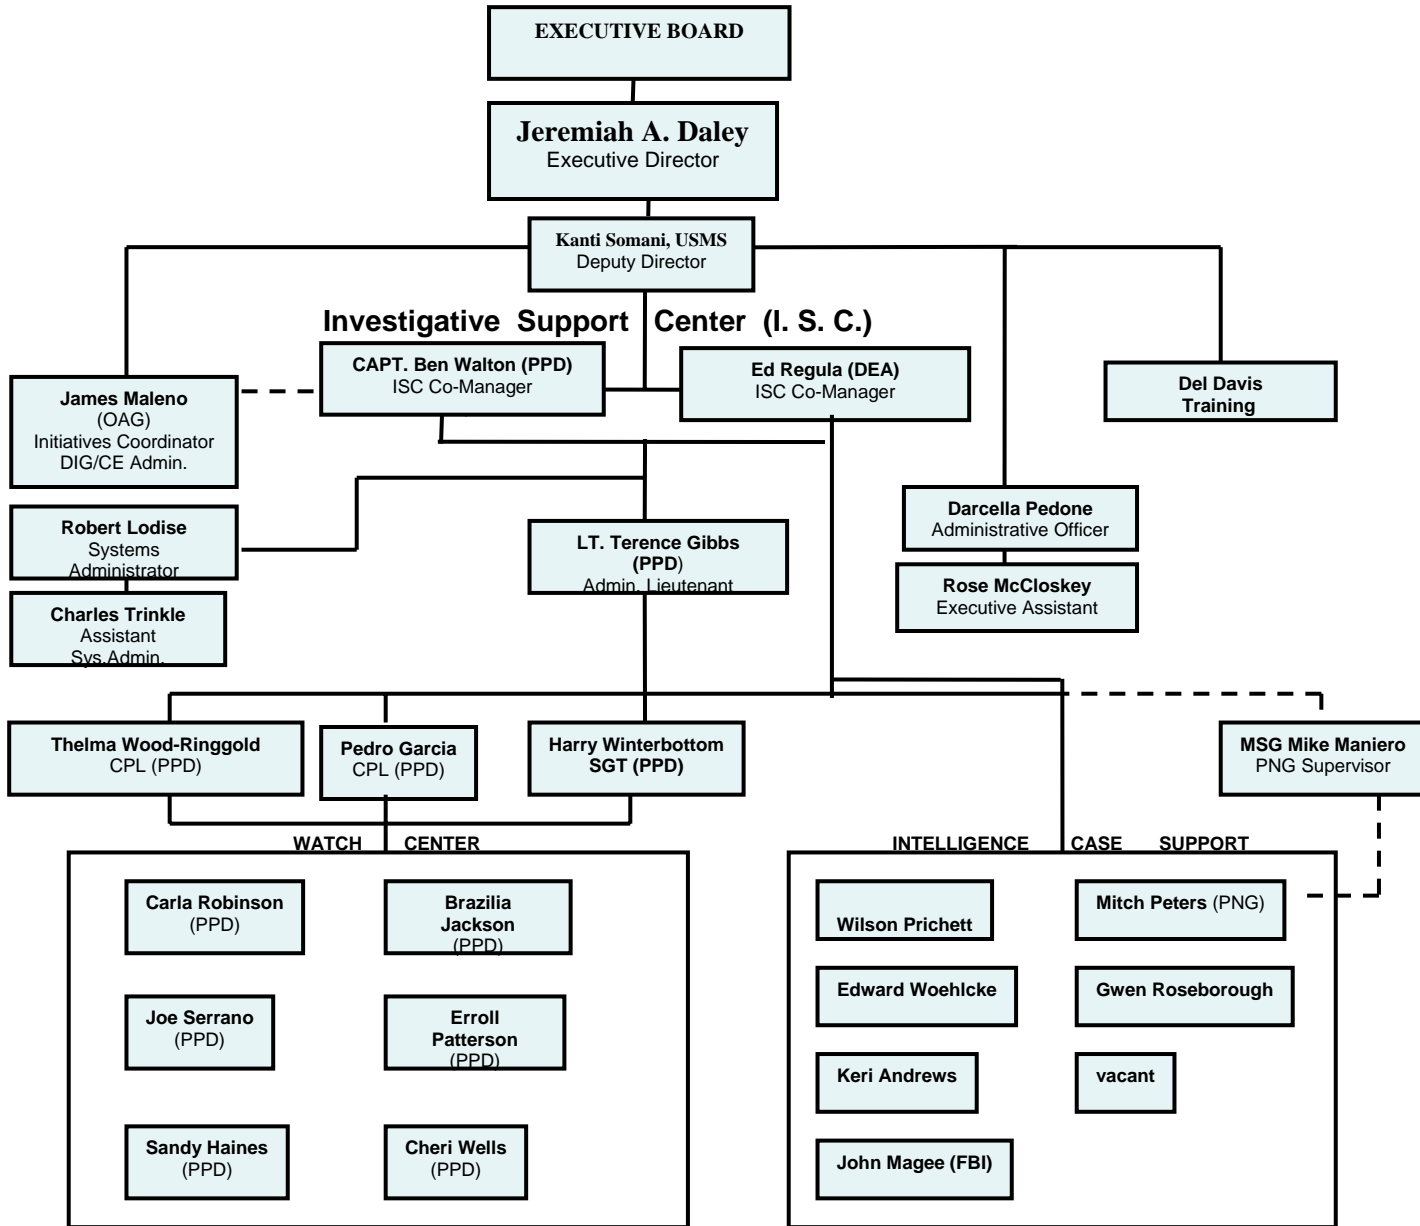 EXECUTIVE BOARD
Jeremiah A. Daley
Executive Director
Kanti Somani, USMS
Deputy Director
Investigative Support Center (I. S. C.)
CAPT. Ben Walton (PPD)
ISC Co-Manager
Ed Regula (DEA)
ISC Co-Manager
James Maleno
(OAG)
Initiatives Coordinator
DIG/CE Admin.
Del Davis
Training
Robert Lodise
Systems
Administrator
LT. Terence Gibbs
(PPD)
Admin. Lieutenant
Darcella Pedone
Administrative Officer
Rose McCloskey
Executive Assistant
Charles Trinkle
Assistant
Sys.Admin.
Thelma Wood-Ringgold
CPL (PPD)
Pedro Garcia
CPL (PPD)
Harry Winterbottom
SGT (PPD)
MSG Mike Maniero
PNG Supervisor
WATCH CENTER
Carla Robinson
(PPD)
Brazilia
Jackson
(PPD)
Joe Serrano
(PPD)
Erroll
Patterson
(PPD)
Sandy Haines
(PPD)
Cheri Wells
(PPD)
INTELLIGENCE CASE SUPPORT
Wilson Prichett
Mitch Peters (PNG)
Edward Woehlcke
Gwen Roseborough
Keri Andrews
vacant
John Magee (FBI)